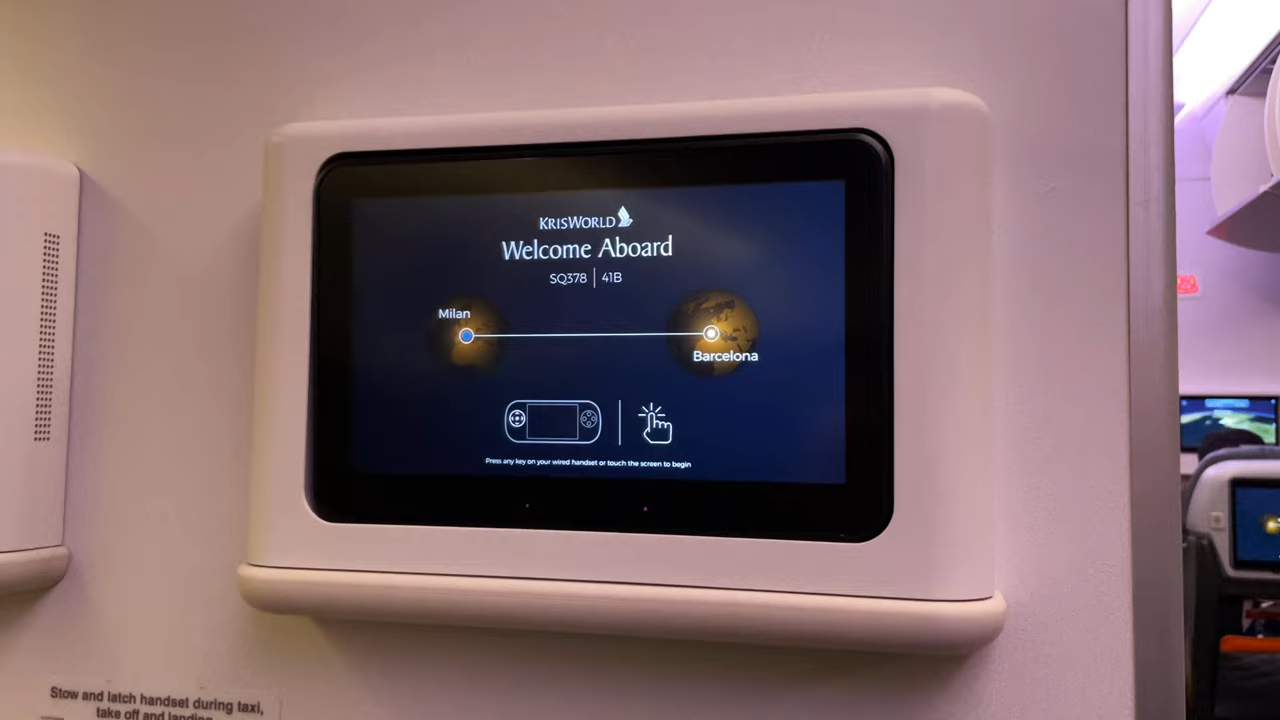 KRISWORLD
Welcome Aboard
SQ378 | 41B
Milan
Barcelona
Press any key on your wired handset or touch the screen to begin
Stow and latch handset during taxi,
take off and landing